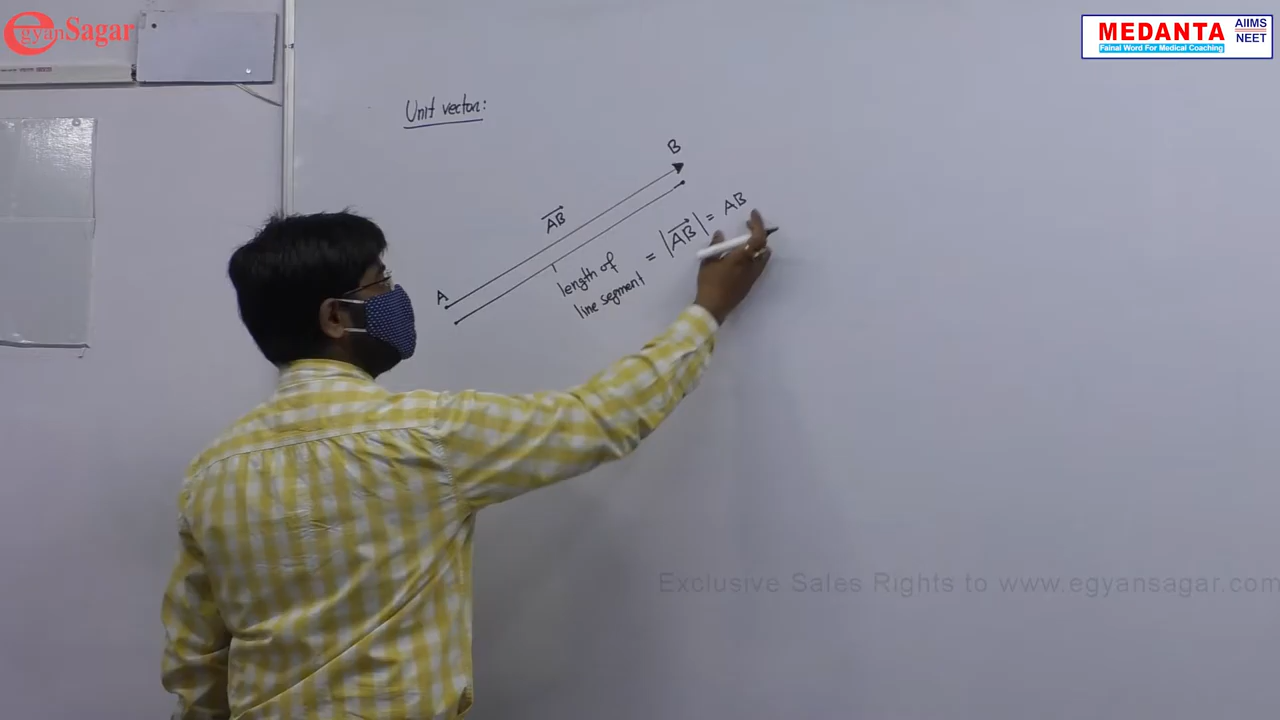 egyanSagar
MEDANTA
Fainal Word For Medical Coaching
AIIMS
NEET
Unit vector:
B
AB
A
length of
line segment
= |AB| = AB
Exclusive Sales Rights to www.egyansagar.com